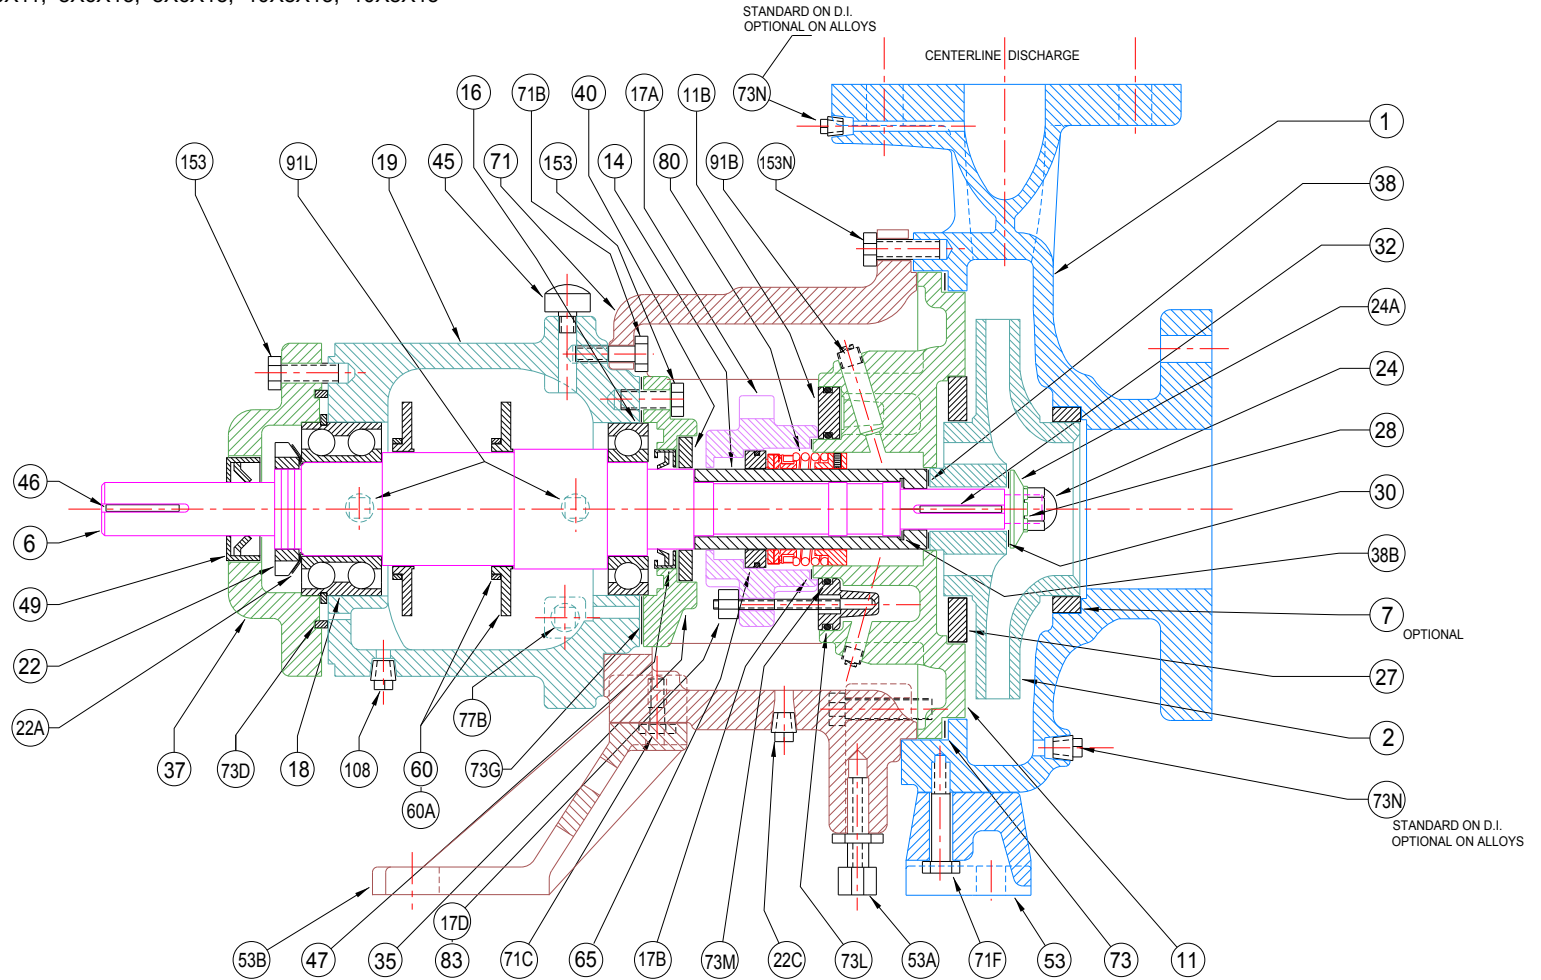 STANDARD ON D.I.
OPTIONAL ON ALLOYS
CENTERLINE DISCHARGE
16
71B
40
17A
11B
73N
1
153
91L
19
45
71
153
14
80
91B
153N
38
32
24A
24
28
30
38B
7
OPTIONAL
27
2
73N
STANDARD ON D.I.
OPTIONAL ON ALLOYS
46
6
49
22
22A
37
73D
18
108
60
60A
77B
73G
53B
47
35
17D
83
71C
65
17B
73M
22C
73L
53A
71F
53
73
11